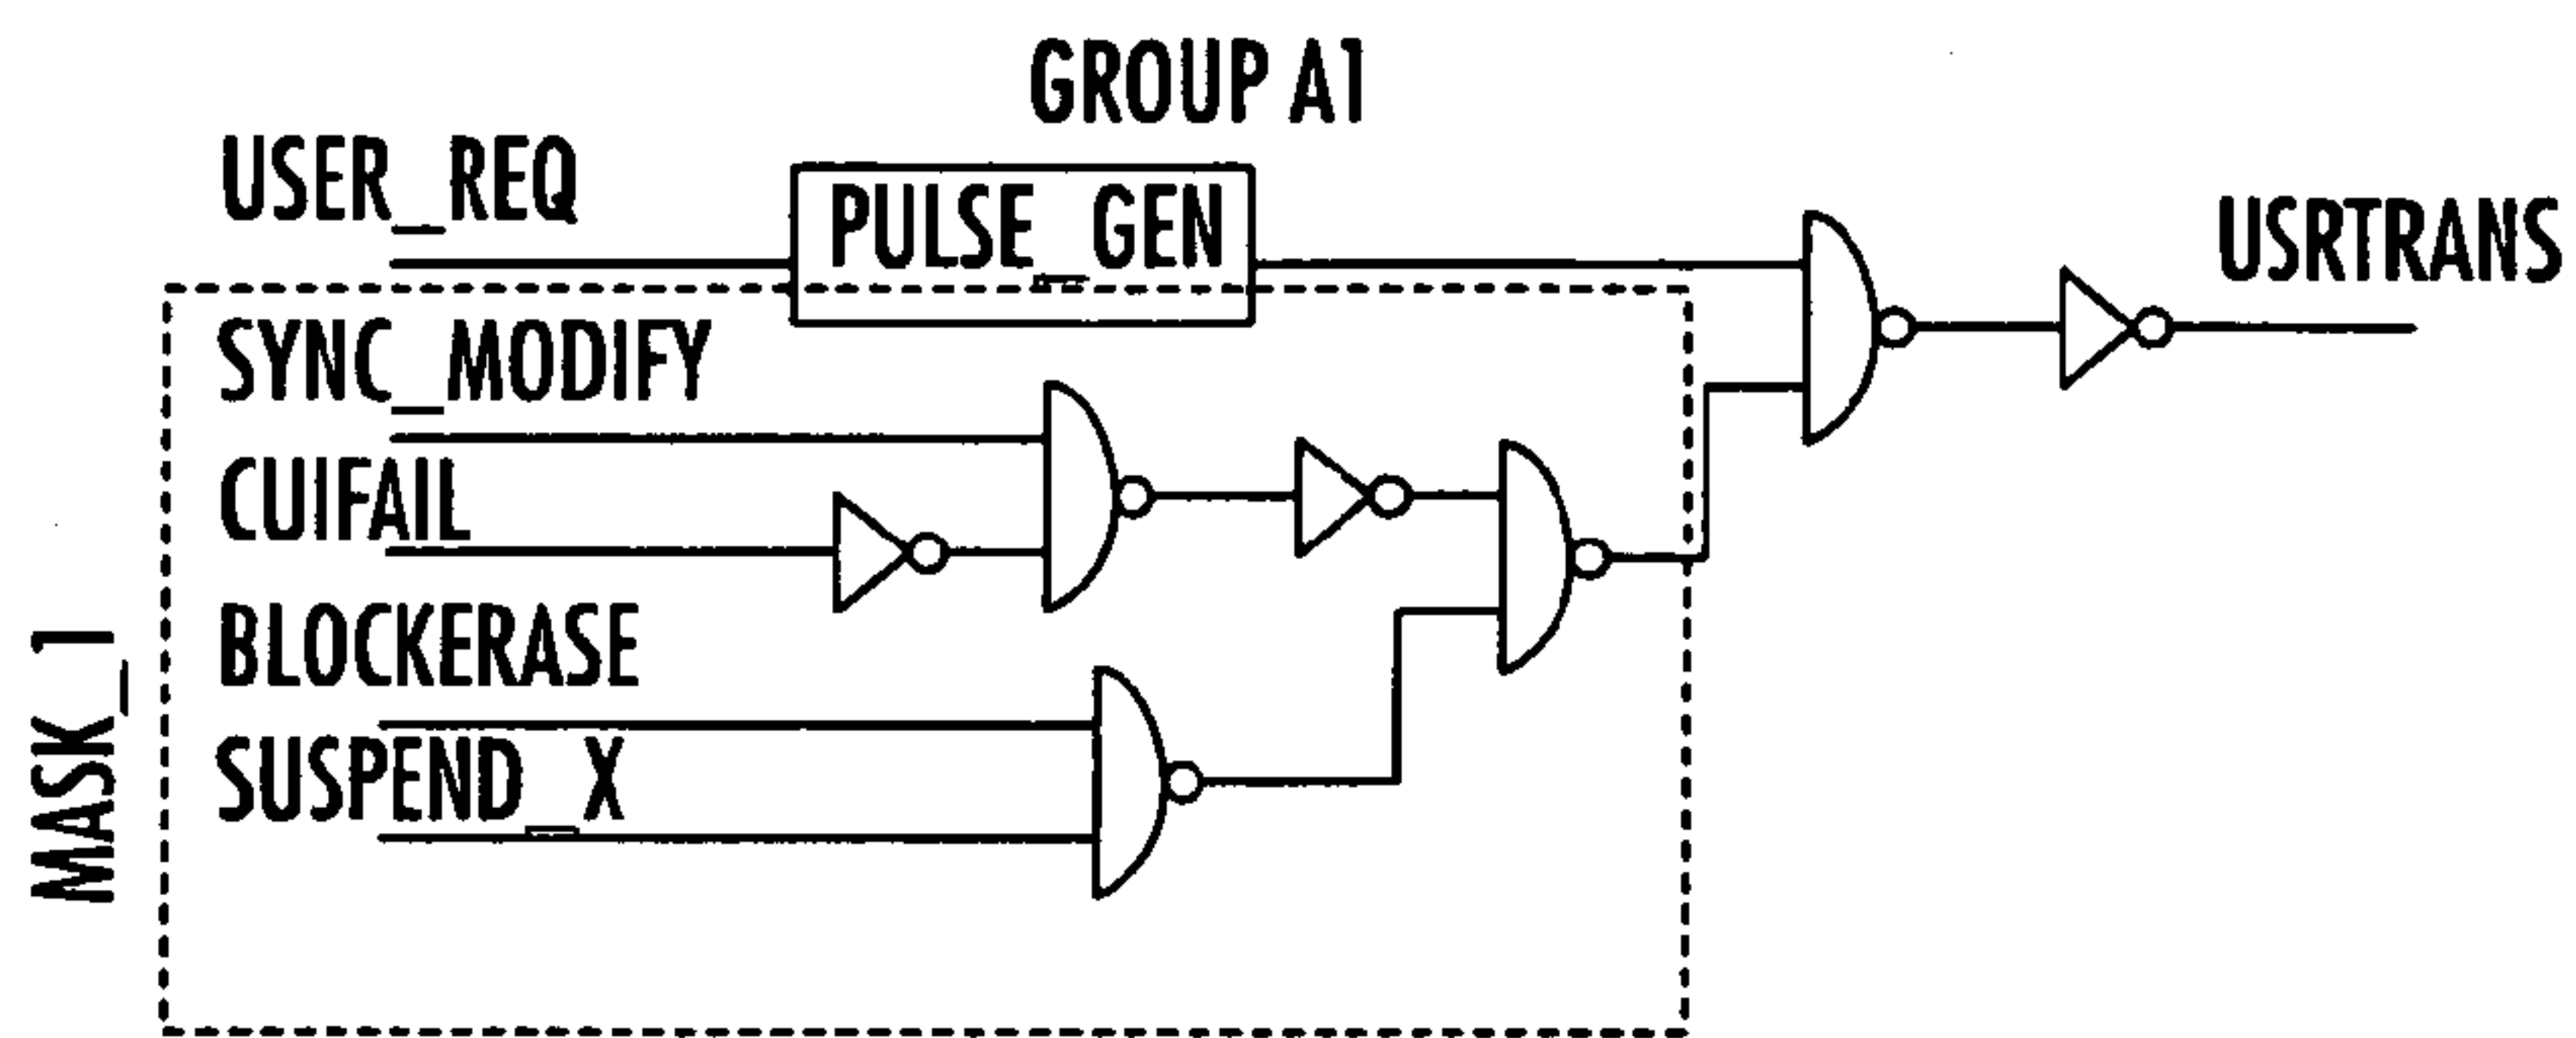 GROUP A1
USER_REQ
PULSE_GEN
USRTRANS
SYNC_MODIFY
CUIFAIL
BLOCKERASE
SUSPEND_X
MASK_1